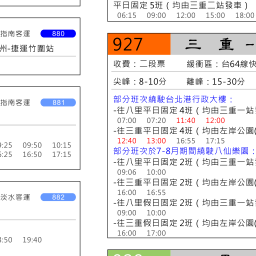 指南客運 880
州-捷運竹圍站
指南客運 881
9:25 09:50 10:15
6:25 16:50 17:15
淡水客運 882
8:50 19:40
平日固定 5班 ( 均由三重二站發車 )
06:15 09:00 12:00 15:00 18:00
927 三 重 -
收費：二段票 緩衝區：台64線快
尖峰：8-10分 離峰：15-30分
部分班次繞駛台北港行政大樓：
-往八里平日固定 4班 ( 均由三重一站
07:00 07:20 11:40 12:00
-往三重平日固定 4班 ( 均由左岸公園(
12:40 13:00 16:55 17:15
部分班次於7-8月期間繞駛八仙樂園：
-往八里平日固定 2班 ( 均由三重一站
09:06 10:00
-往三重平日固定 2班 ( 均由左岸公園(
16:00 16:55
-往八里假日固定 2班 ( 均由三重一站
09:00 10:00
-往三重假日固定 2班 ( 均由左岸公園(
16:00 17:00